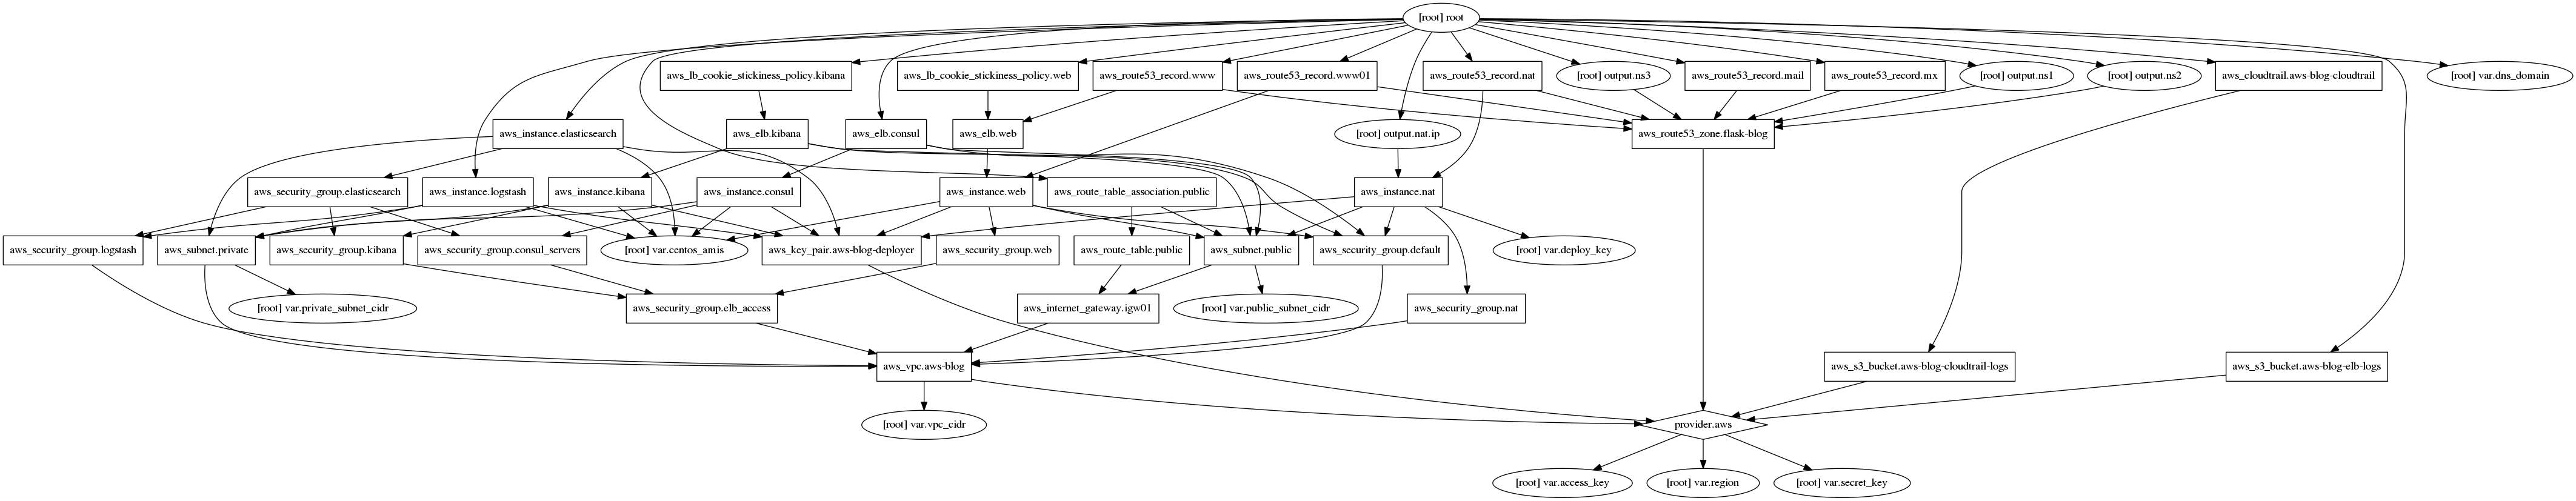 [root] root
aws_lb_cookie_stickiness_policy.kibana
aws_lb_cookie_stickiness_policy.web
aws_route53_record.www
aws_route53_record.www01
aws_route53_record.nat
[root] output.ns3
aws_route53_record.mail
aws_route53_record.mx
[root] output.ns1
[root] output.ns2
aws_cloudtrail.aws-blog-cloudtrail
[root] var.dns_domain
aws_instance.elasticsearch
aws_elb.kibana
aws_elb.consul
aws_elb.web
[root] output.nat.ip
aws_route53_zone.flask-blog
aws_security_group.elasticsearch
aws_instance.logstash
aws_instance.kibana
aws_instance.consul
aws_instance.web
aws_route_table_association.public
aws_instance.nat
aws_security_group.logstash
aws_subnet.private
aws_security_group.kibana
aws_security_group.consul_servers
[root] var.centos_amis
aws_key_pair.aws-blog-deployer
aws_security_group.web
aws_route_table.public
aws_subnet.public
aws_security_group.default
[root] var.deploy_key
[root] var.private_subnet_cidr
aws_security_group.elb_access
aws_internet_gateway.igw01
[root] var.public_subnet_cidr
aws_security_group.nat
aws_vpc.aws-blog
aws_s3_bucket.aws-blog-cloudtrail-logs
aws_s3_bucket.aws-blog-elb-logs
[root] var.vpc_cidr
provider.aws
[root] var.access_key
[root] var.region
[root] var.secret_key